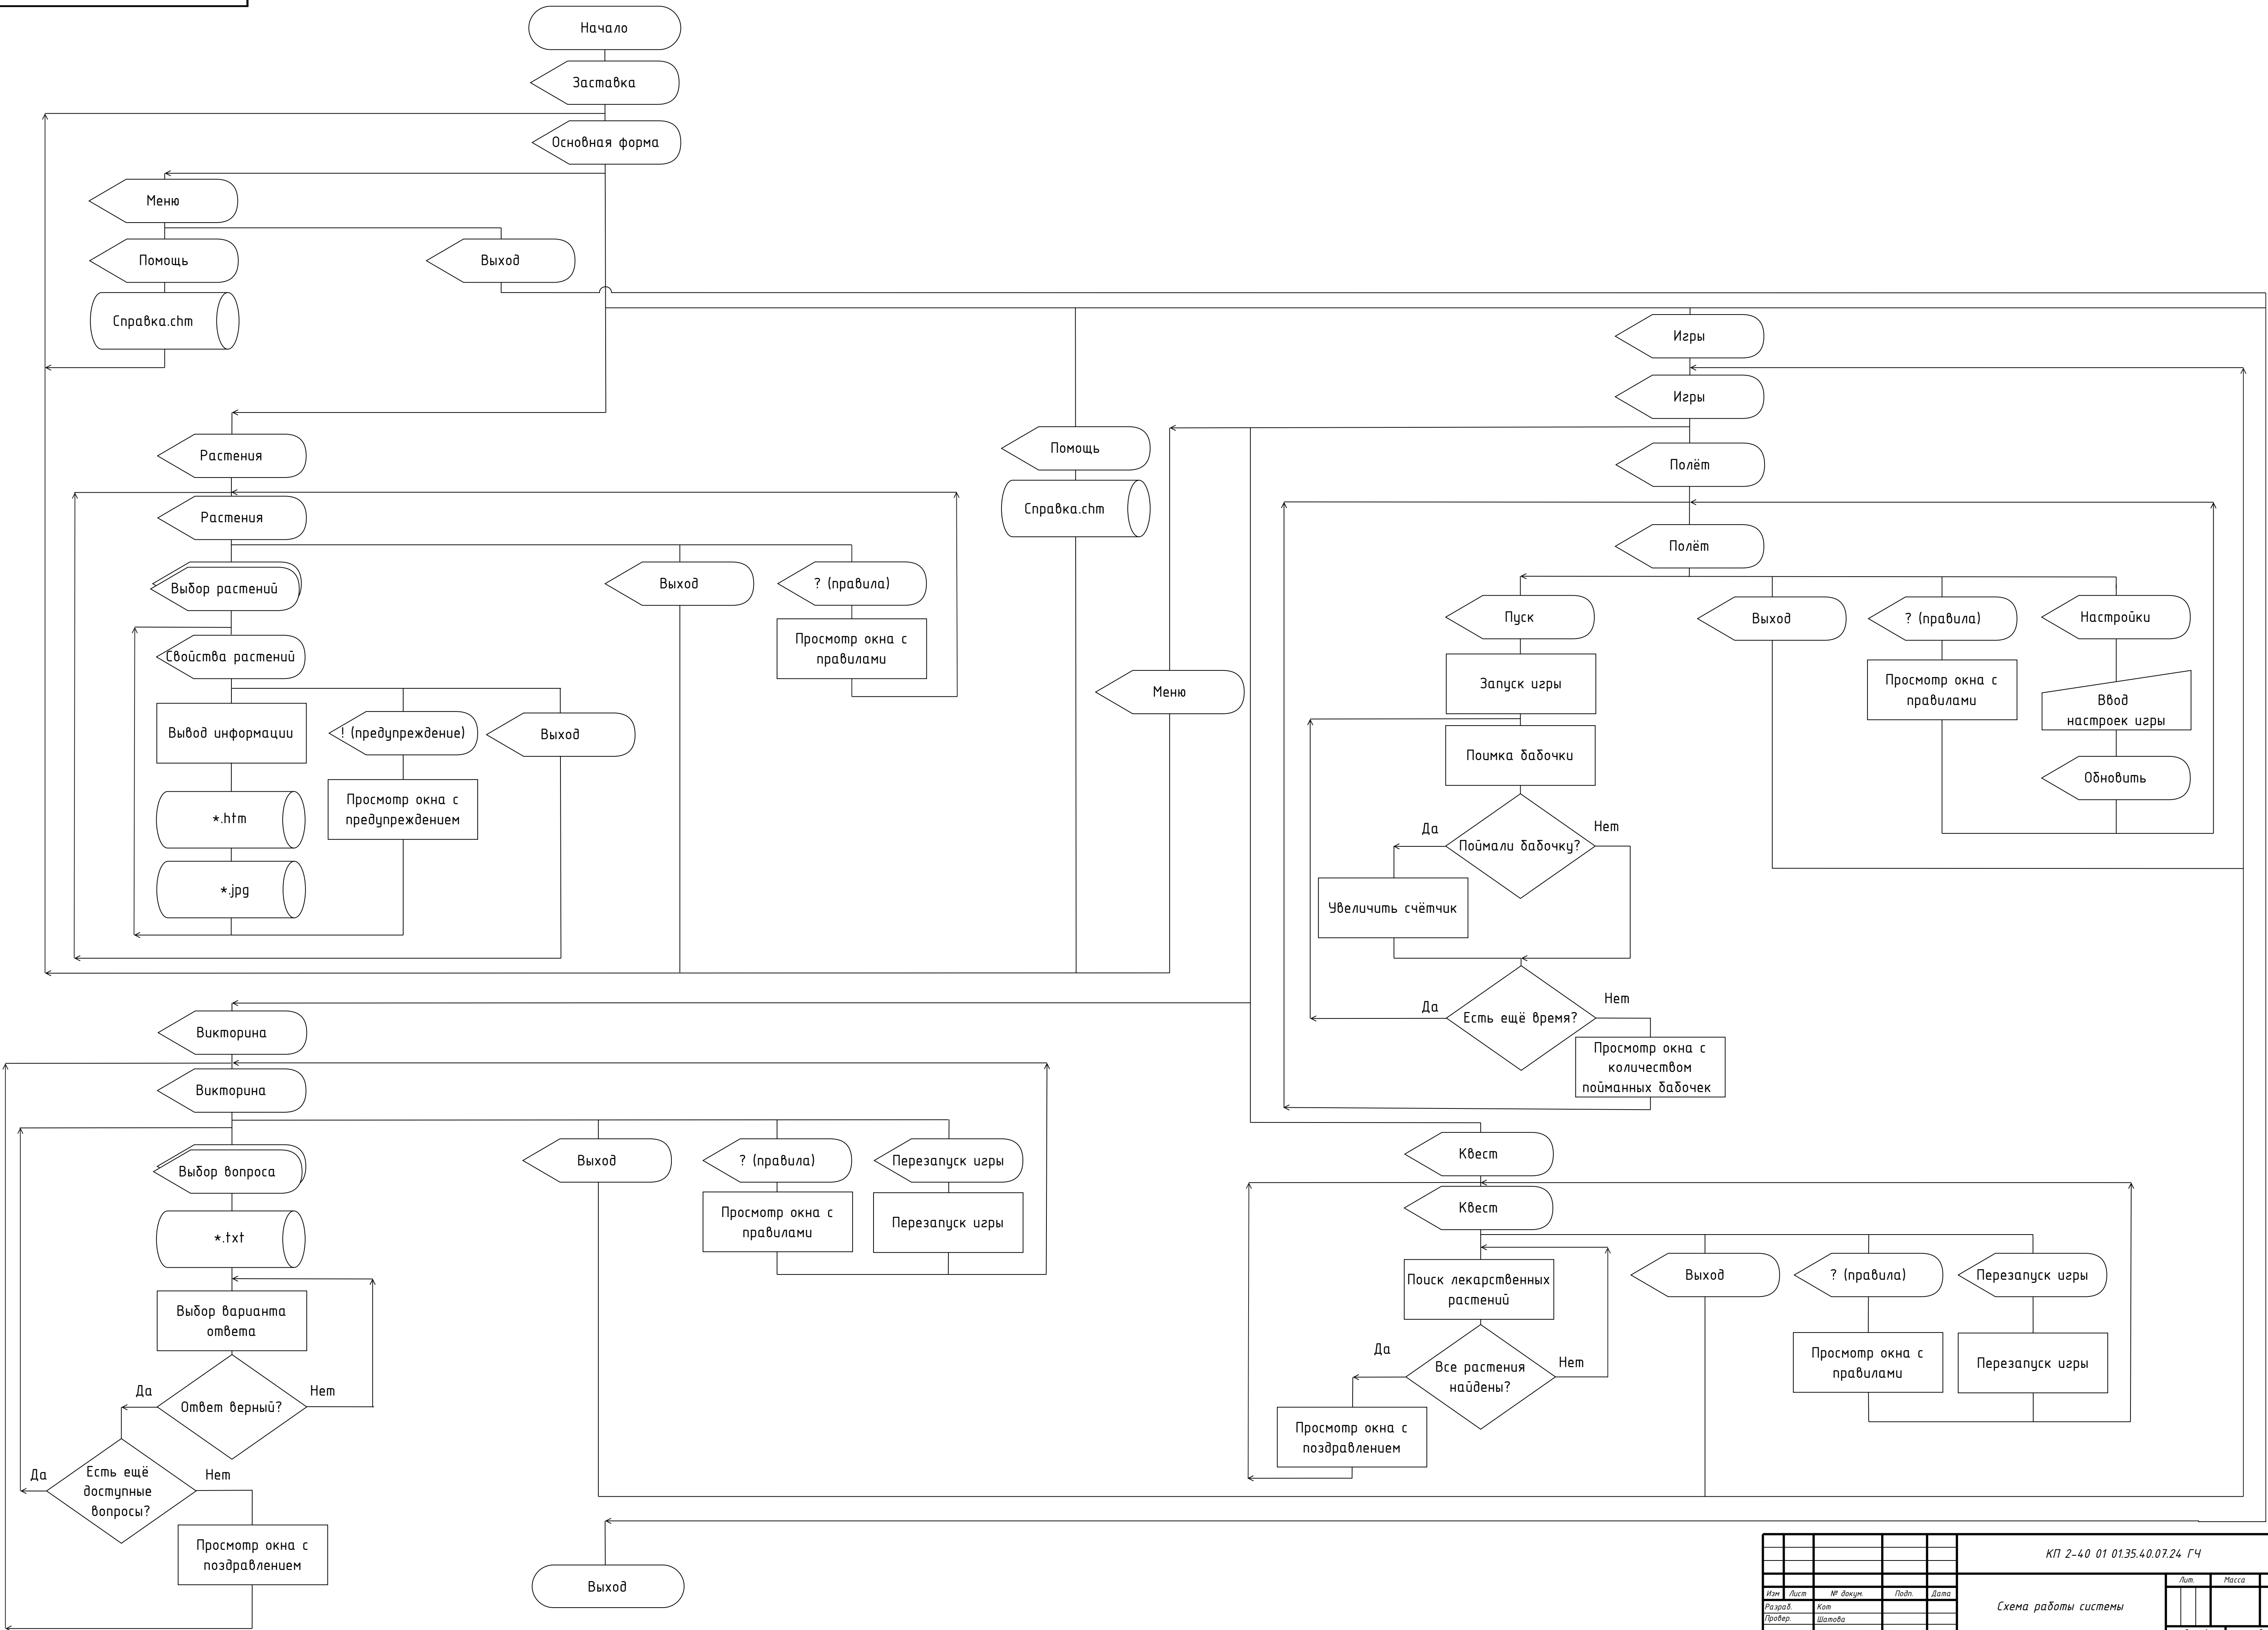 Начало
Заставка
Основная форма
Меню
Помощь
Выход
Справка.chm
Игры
Игры
Растения
Помощь
Полёт
Растения
Справка.chm
Полёт
Выбор растений
Выход
? (правила)
Просмотр окна с
правилами
Свойства растений
Вывод информации
! (предупреждение)
Выход
Просмотр окна с
предупреждением
*.htm
*.jpg
Меню
Пуск
Выход
? (правила)
Настройки
Запуск игры
Просмотр окна с
правилами
Ввод
настроек игры
Поимка бабочки
Обновить
Да
Поймали бабочку?
Нет
Увеличить счётчик
Да
Есть ещё время?
Нет
Просмотр окна с
количеством
пойманных бабочек
Викторина
Викторина
Выбор вопроса
Выход
? (правила)
Перезапуск игры
Просмотр окна с
правилами
Перезапуск игры
*.txt
Выбор варианта
ответа
Да
Ответ верный?
Нет
Да
Есть ещё
доступные
вопросы?
Нет
Просмотр окна с
поздравлением
Квест
Квест
Поиск лекарственных
растений
Выход
? (правила)
Перезапуск игры
Да
Все растения
найдены?
Нет
Просмотр окна с
правилами
Перезапуск игры
Просмотр окна с
поздравлением
Выход
КП 2-40 01 01.35.40.07.24 ГЧ
Лит. Масса
Изм Лист № докум. Подп. Дата
Разраб. Кот
Провер. Шатова
Схема работы системы